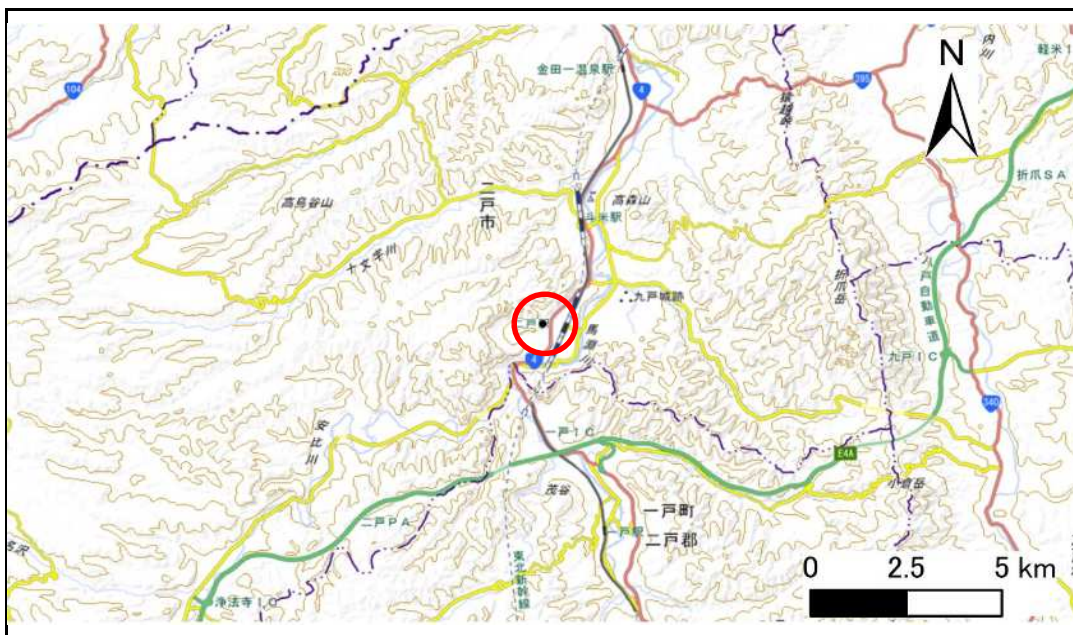 内川
軽米I
104
金田一温泉駅
4
395
猿越峠
N
折爪SA
高鳥谷山
二戸市
斗米駅
高森山
十文字川
折爪岳
八戸自動車道
九戸城跡
二戸
馬淵川
4
九戸IC
340
安比川
一戸IC
E4A
小倉岳
茂谷
一戸町
二戸郡
二戸PA
一戸駅
東北新幹線
浄法寺IC
0 2.5 5 km